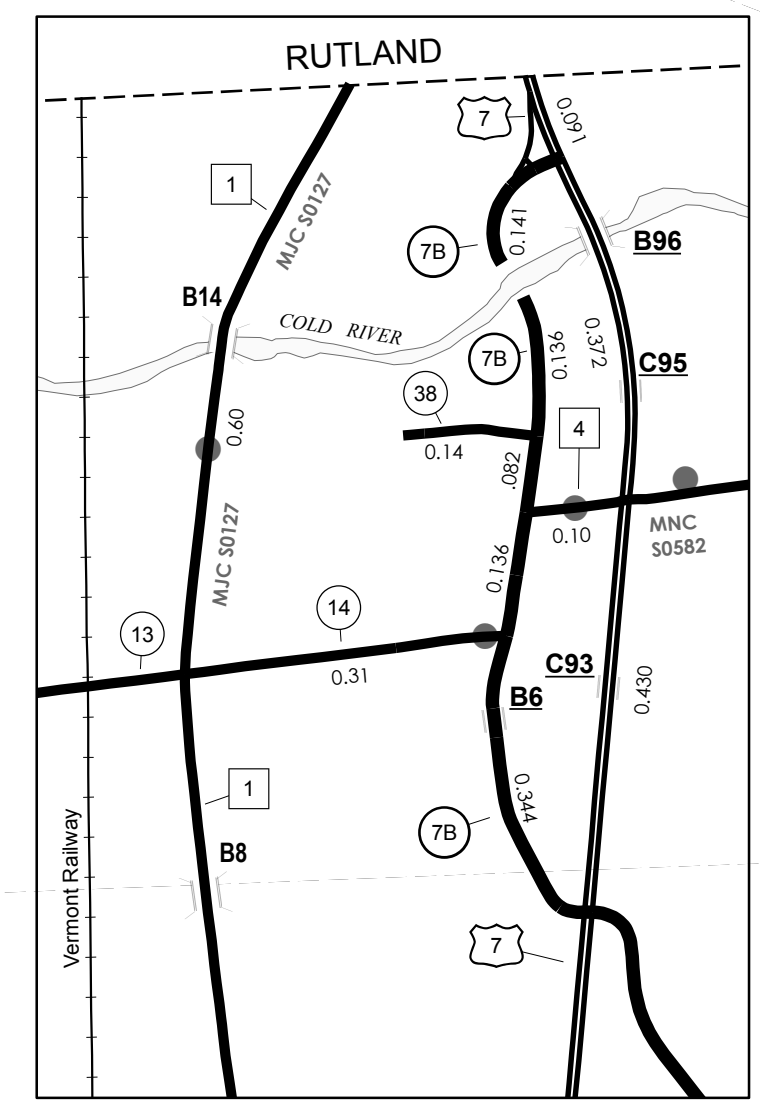 RUTLAND
7
0.091
1
MJC S0127
0.141
7B
B96
B14
COLD RIVER
0.372
7B
0.136
C95
38
4
0.60
0.14
.082
MNC
S0582
0.10
MJC S0127
0.136
14
13
0.31
C93
0.430
B6
1
0.344
7B
B8
Vermont Railway
7